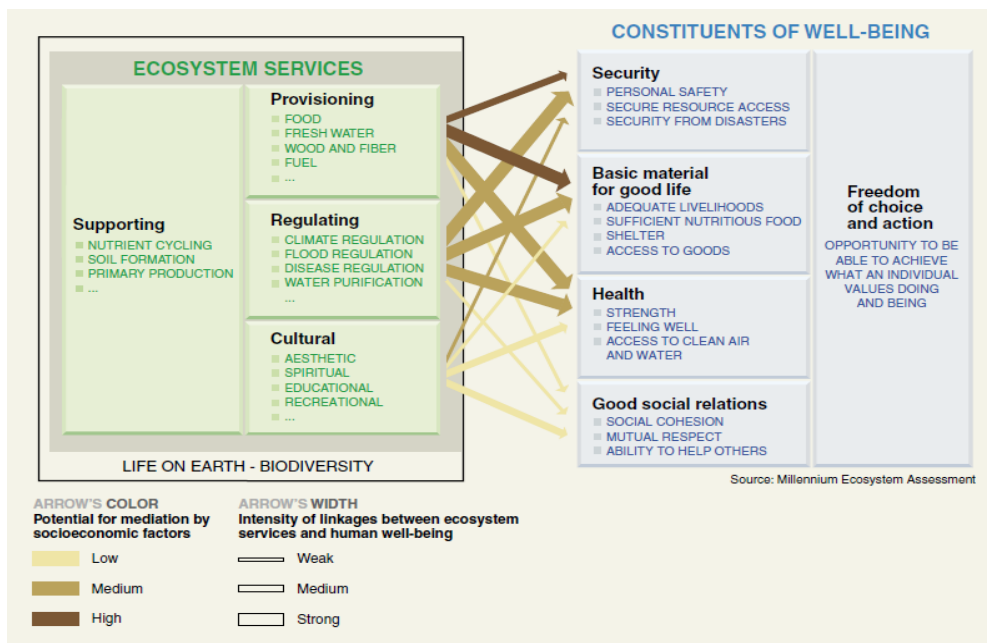 CONSTITUENTS OF WELL-BEING
ECOSYSTEM SERVICES
Supporting
NUTRIENT CYCLING
SOIL FORMATION
PRIMARY PRODUCTION
...
Provisioning
FOOD
FRESH WATER
WOOD AND FIBER
FUEL
...
Regulating
CLIMATE REGULATION
FLOOD REGULATION
DISEASE REGULATION
WATER PURIFICATION
...
Cultural
AESTHETIC
SPIRITUAL
EDUCATIONAL
RECREATIONAL
...
LIFE ON EARTH - BIODIVERSITY
Security
PERSONAL SAFETY
SECURE RESOURCE ACCESS
SECURITY FROM DISASTERS
Basic material
for good life
ADEQUATE LIVELIHOODS
SUFFICIENT NUTRITIOUS FOOD
SHELTER
ACCESS TO GOODS
Health
STRENGTH
FEELING WELL
ACCESS TO CLEAN AIR
AND WATER
Good social relations
SOCIAL COHESION
MUTUAL RESPECT
ABILITY TO HELP OTHERS
Freedom
of choice
and action
OPPORTUNITY TO BE
ABLE TO ACHIEVE
WHAT AN INDIVIDUAL
VALUES DOING
AND BEING
Source: Millennium Ecosystem Assessment
ARROW'S COLOR
Potential for mediation by
socioeconomic factors
Low
Medium
High
ARROW'S WIDTH
Intensity of linkages between ecosystem
services and human well-being
Weak
Medium
Strong